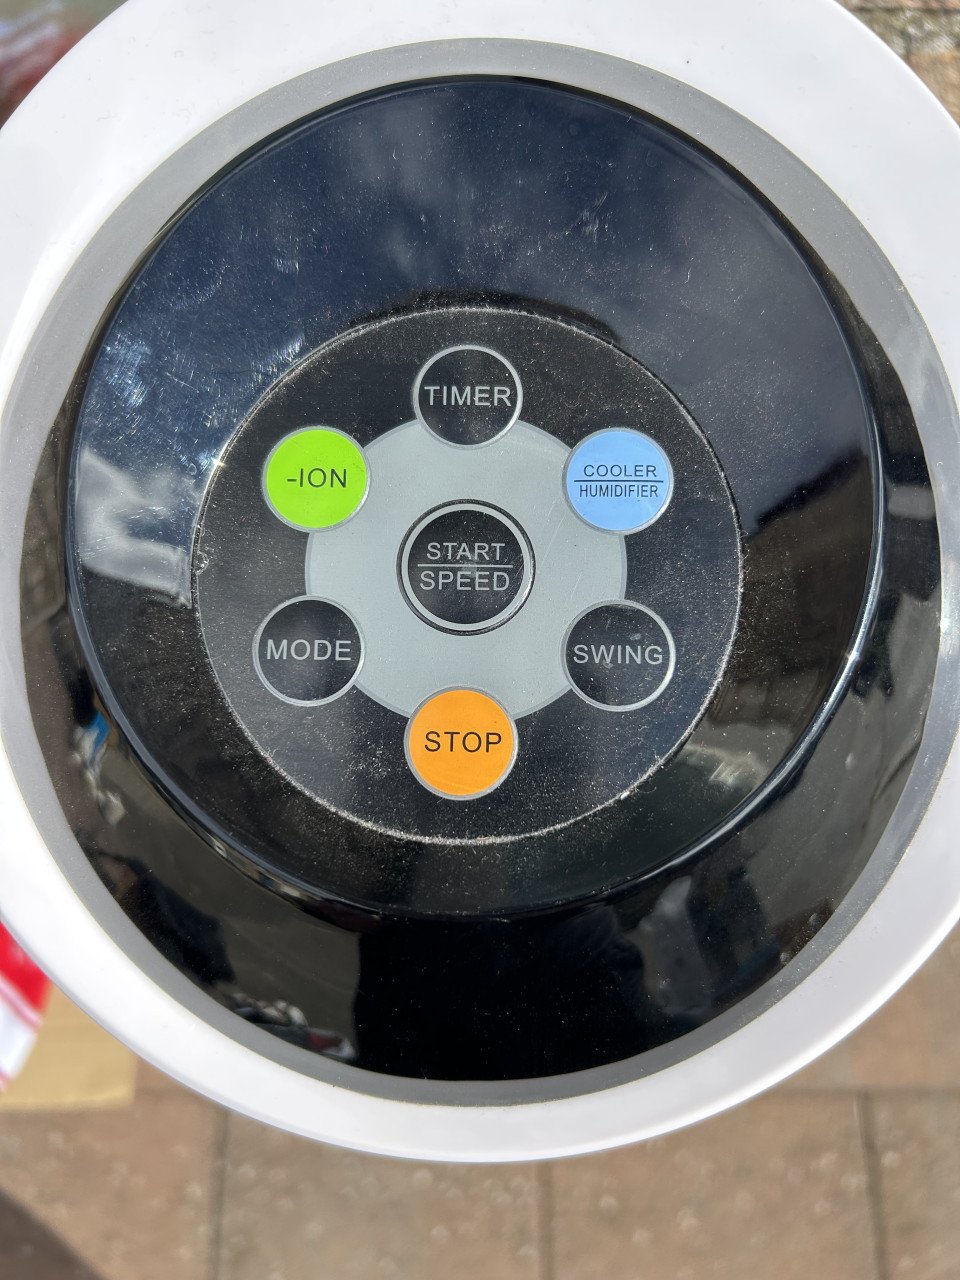 TIMER
-ION
COOLER
HUMIDIFIER
START
SPEED
MODE
SWING
STOP